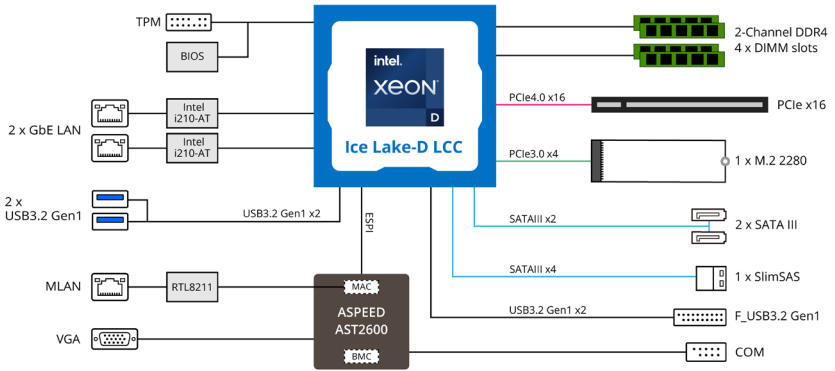 TPM
BIOS
2 x GbE LAN
Intel
i210-AT
Intel
i210-AT
2 x
USB3.2 Gen1
USB3.2 Gen1 x2
MLAN
RTL8211
VGA
intel.
XEON®
D
Ice Lake-D LCC
ESPI
MAC
ASPEED
AST2600
BMC
2-Channel DDR4
4 x DIMM slots
PCIe4.0 x16
PCIe x16
PCIe3.0 x4
1 x M.2 2280
SATAIII x2
2 x SATA III
SATAIII x4
1 x SlimSAS
USB3.2 Gen1 x2
F_USB3.2 Gen1
COM